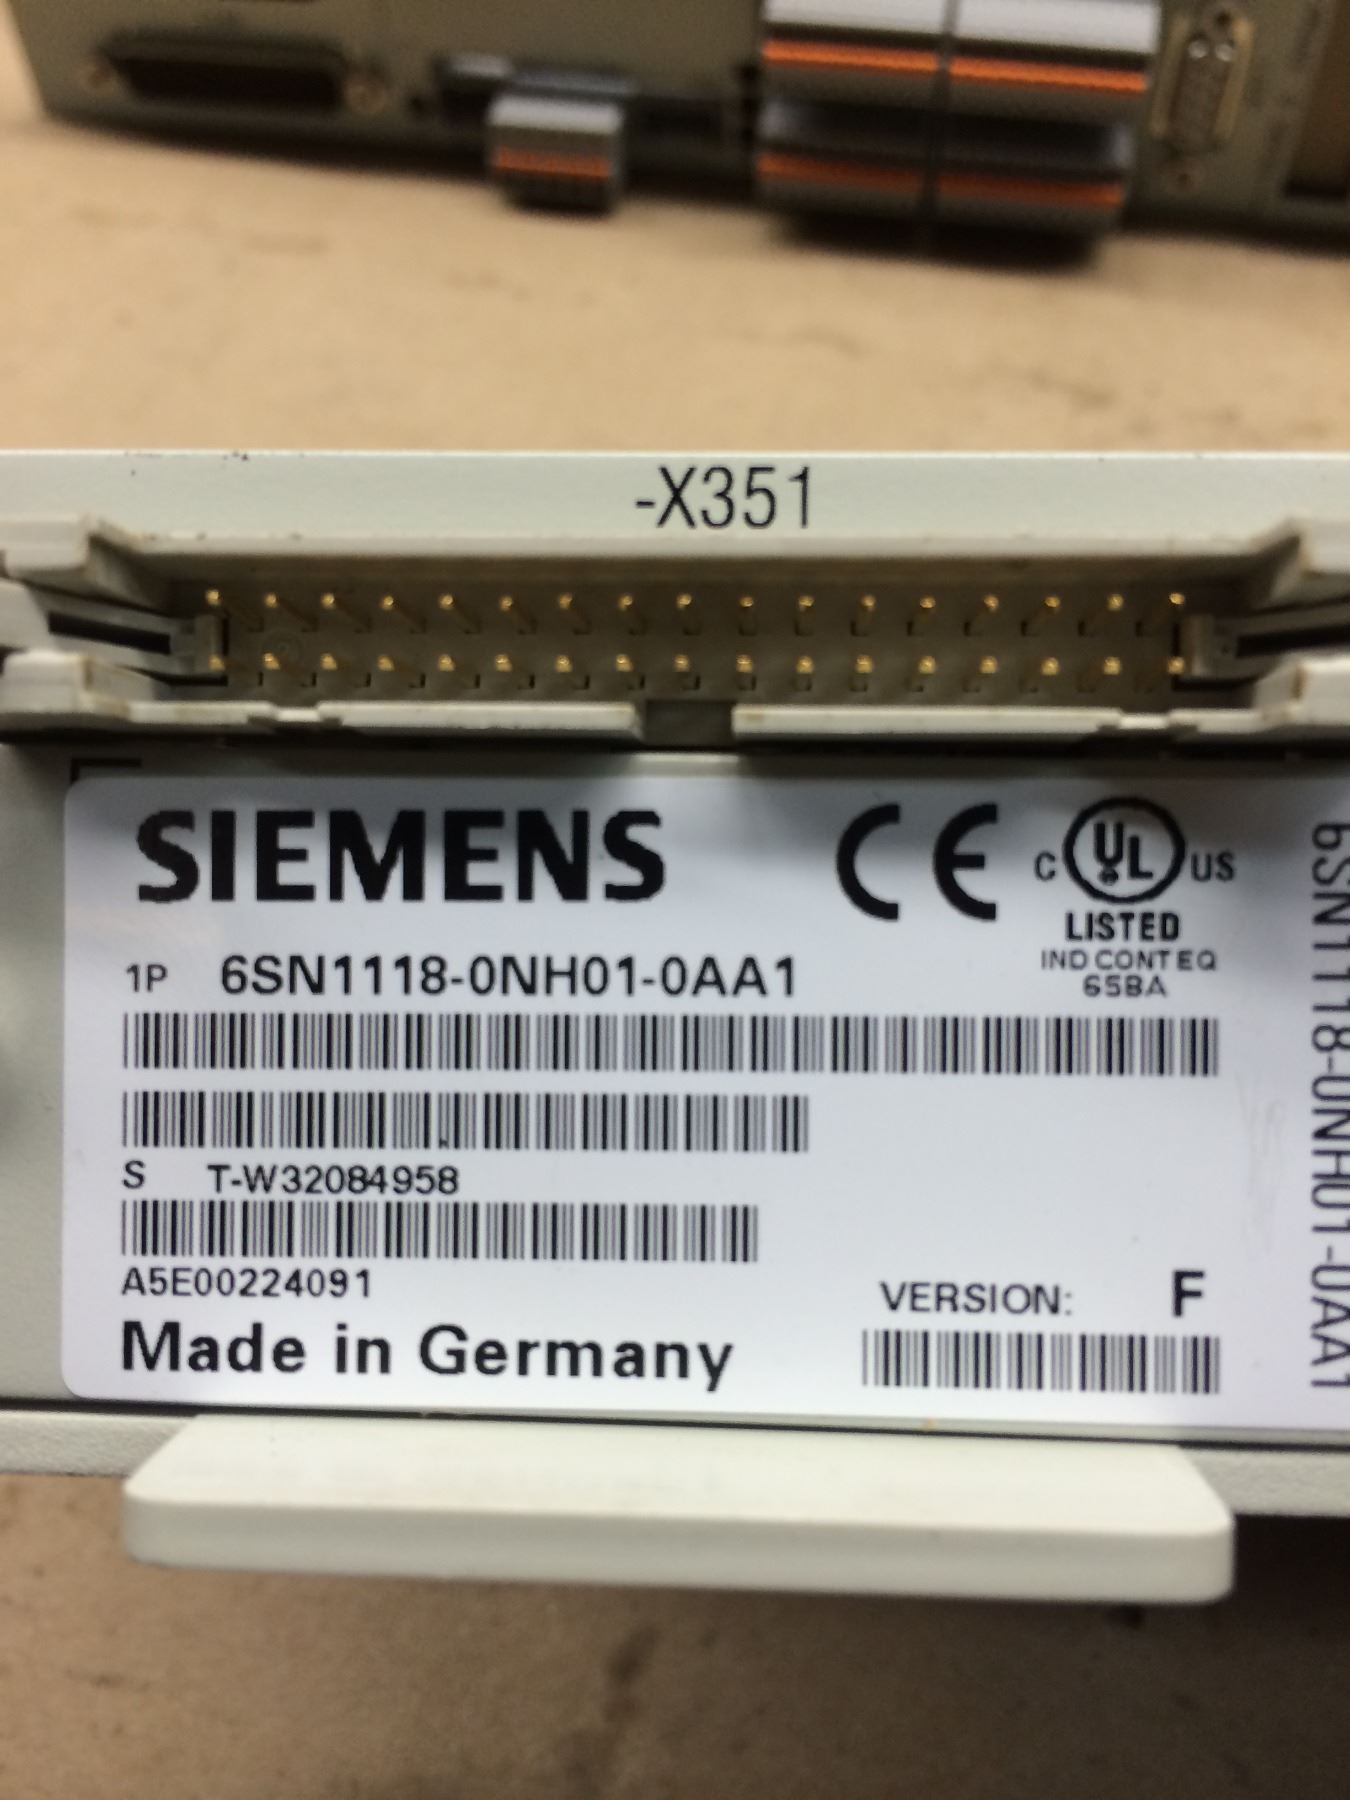 -X351
SIEMENS
CE
C UL US
LISTED
IND CONT EQ
65BA
1P 6SN1118-0NH01-0AA1
S T-W32084958
A5E00224091
VERSION: F
Made in Germany
6SN1118-0NH01-0AA1